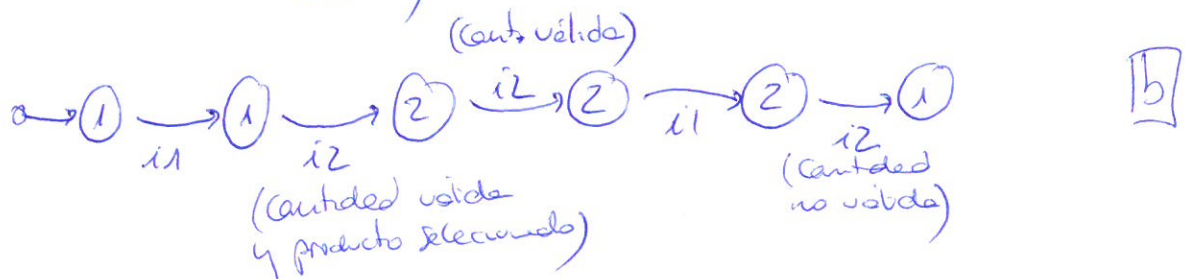 (Cant. válida)
1 1 2 i2 2 2 1 b
i1 i2 i1 i2
(Cantidad válida (Cantidad
y producto seleccionado) no válida)